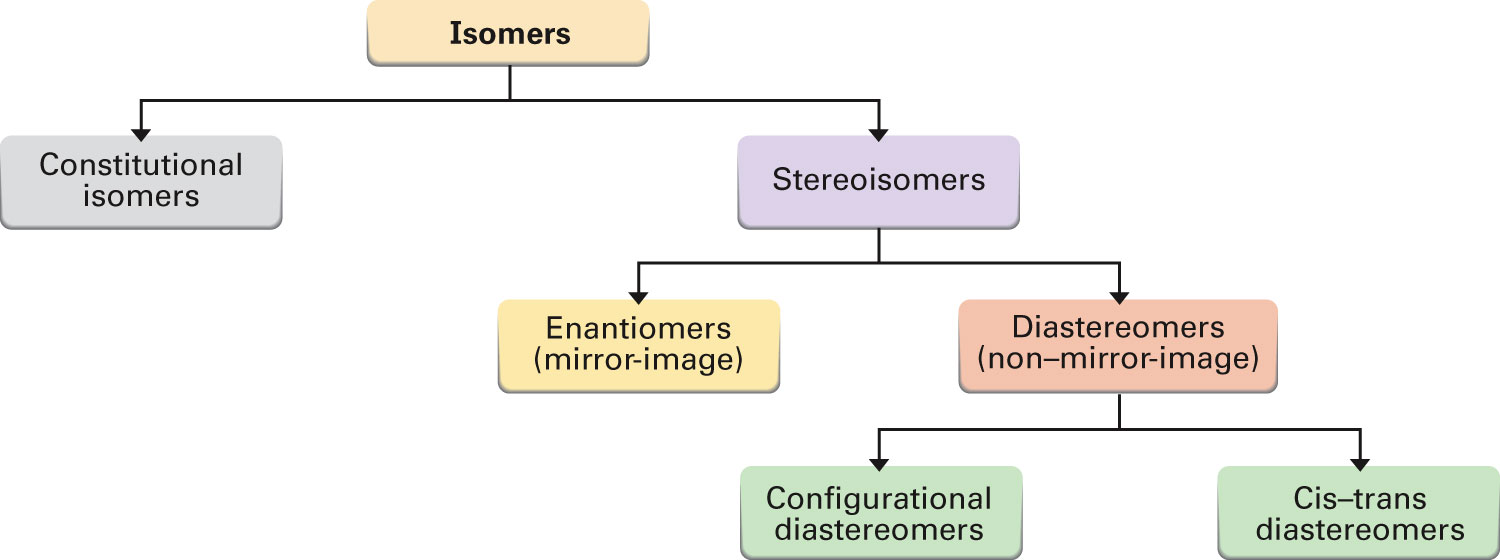 Isomers
Constitutional
isomers
Stereoisomers
Enantiomers
(mirror-image)
Diastereomers
(non–mirror-image)
Configurational
diastereomers
Cis–trans
diastereomers